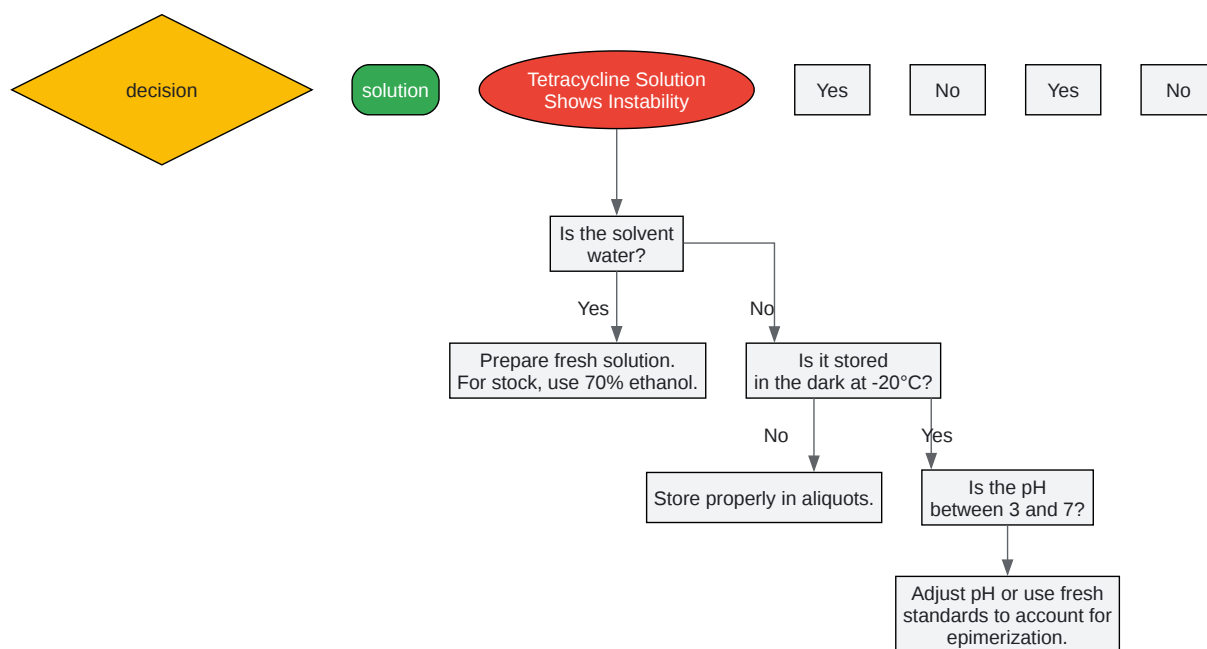 decision
solution
Tetracycline Solution
Shows Instability
Yes
No
Yes
No
Is the solvent
water?
Yes
No
Prepare fresh solution.
For stock, use 70% ethanol.
Is it stored
in the dark at -20°C?
No
Yes
Store properly in aliquots.
Is the pH
between 3 and 7?
Adjust pH or use fresh
standards to account for
epimerization.